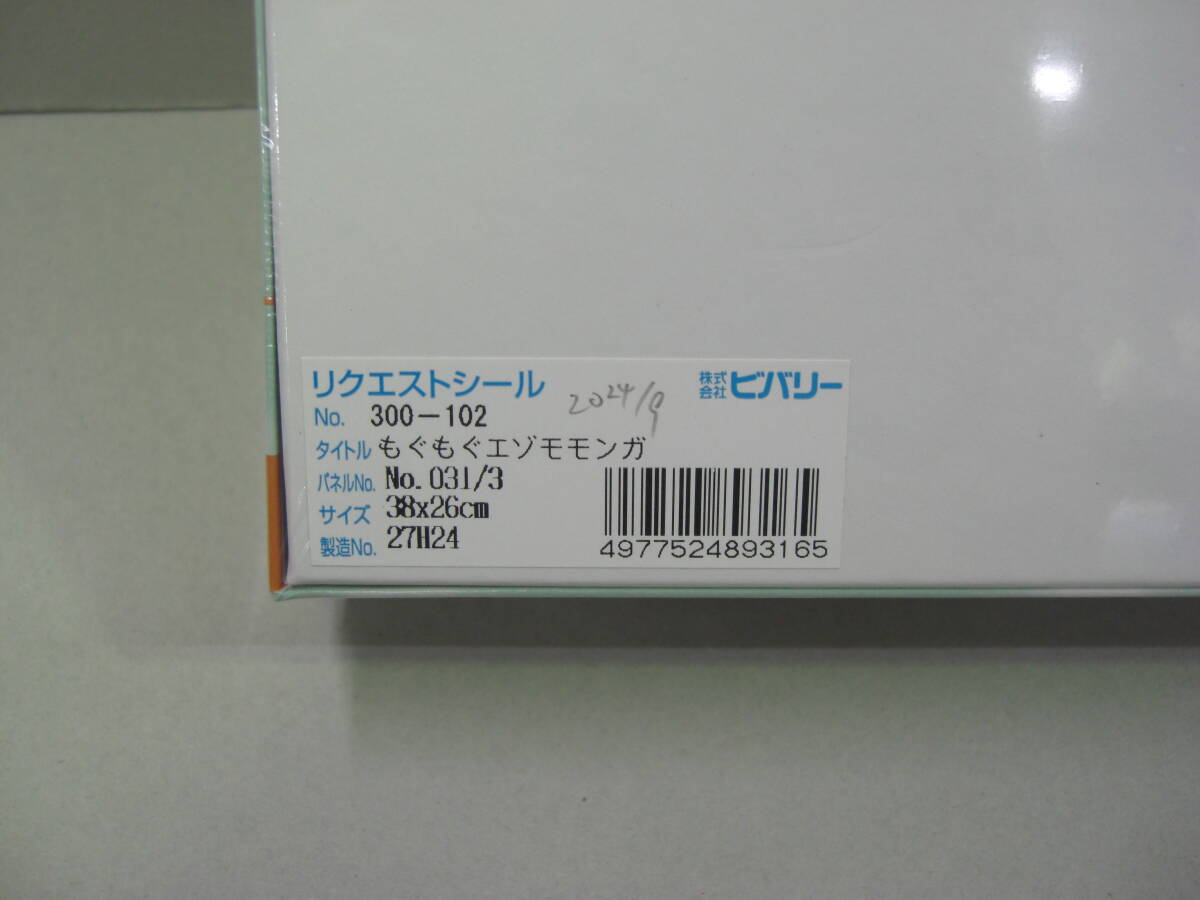 リクエストシール 2024/9 株式会社 ビバリー
No. 300-102
タイトル もぐもぐエゾモモンガ
パネルNo. No.031/3
サイズ 38x26cm
製造No. 27H24
4977524893165